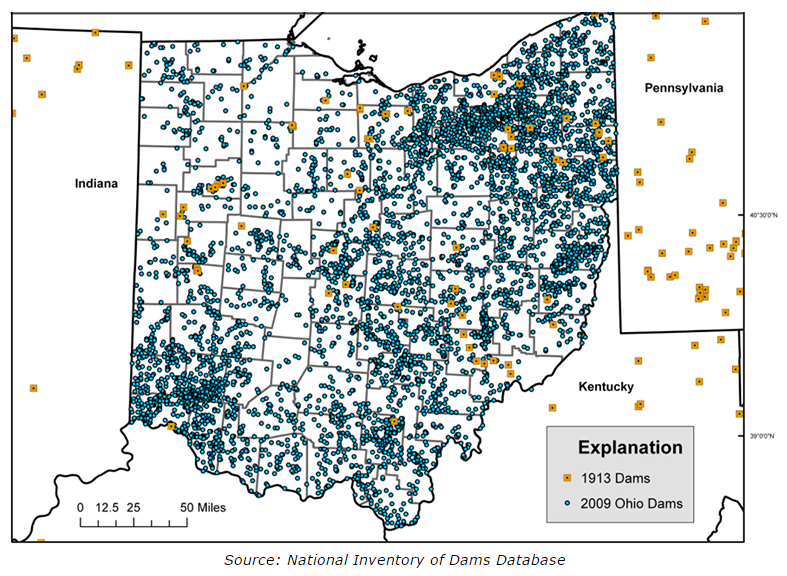 Pennsylvania
Indiana
40°30'0"N
Kentucky
39°0'0"N
Explanation
1913 Dams
2009 Ohio Dams
0 12.5 25 50 Miles
Source: National Inventory of Dams Database